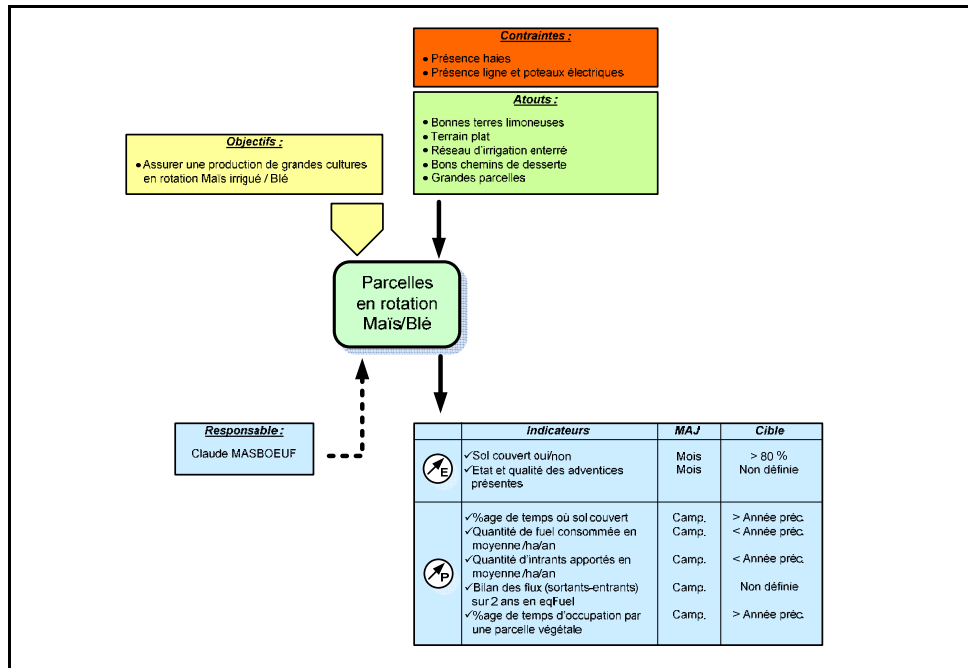 Contraintes :
• Présence haies
• Présence ligne et poteaux électriques
Atouts :
• Bonnes terres limoneuses
• Terrain plat
• Réseau d'irrigation enterré
• Bons chemins de desserte
• Grandes parcelles
Objectifs :
• Assurer une production de grandes cultures
en rotation Maïs irrigué / Blé
Parcelles
en rotation
Maïs/Blé
Responsable :
Claude MASBOEUF
Indicateurs MAJ Cible
E
✓Sol couvert oui/non Mois > 80 %
✓Etat et qualité des adventices Mois Non définie
présentes
P
✓%age de temps où sol couvert Camp. > Année préc.
✓Quantité de fuel consommée en Camp. < Année préc.
moyenne/ha/an
✓Quantité d'intrants apportés en Camp. < Année préc.
moyenne/ha/an
✓Bilan des flux (sortants-entrants) Camp. Non définie
sur 2 ans en eqFuel
✓%age de temps d'occupation par Camp. > Année préc.
une parcelle végétale